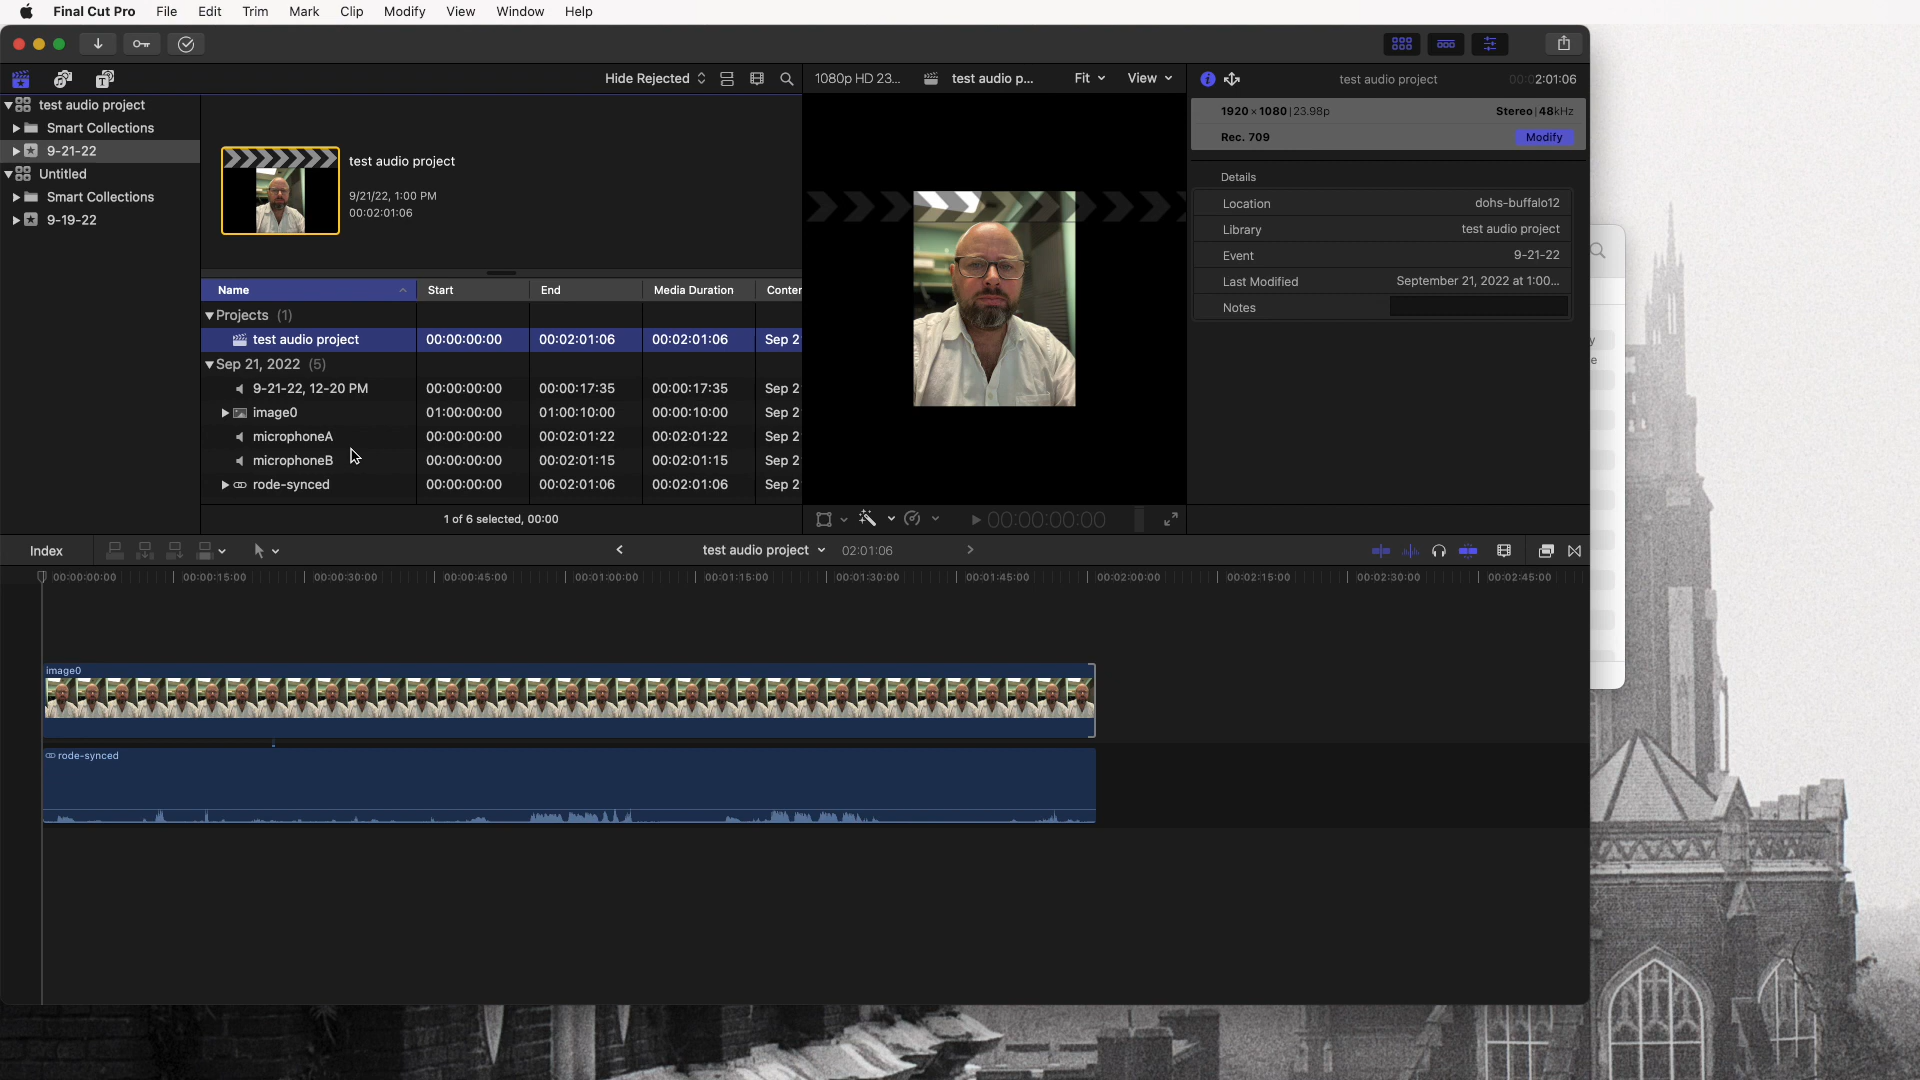 Final Cut Pro File Edit Trim Mark Clip Modify View Window Help
Hide Rejected
1080p HD 23... test audio p... Fit View
test audio project 00:02:01:06
test audio project
Smart Collections
9-21-22
Untitled
Smart Collections
9-19-22
test audio project
9/21/22, 1:00 PM
00:02:01:06
1920 × 1080 | 23.98p Stereo | 48kHz
Rec. 709 Modify
Details
Location dohs-buffalo12
Library test audio project
Event 9-21-22
Last Modified September 21, 2022 at 1:00...
Notes
Name Start End Media Duration Conter
Projects (1)
test audio project 00:00:00:00 00:02:01:06 00:02:01:06 Sep 2
Sep 21, 2022 (5)
9-21-22, 12-20 PM 00:00:00:00 00:00:17:35 00:00:17:35 Sep 2
image0 01:00:00:00 01:00:10:00 00:00:10:00 Sep 2
microphoneA 00:00:00:00 00:02:01:22 00:02:01:22 Sep 2
microphoneB 00:00:00:00 00:02:01:15 00:02:01:15 Sep 2
rode-synced 00:00:00:00 00:02:01:06 00:02:01:06 Sep 2
1 of 6 selected, 00:00
00:00:00:00
Index
test audio project 02:01:06
00:00:00:00 00:00:15:00 00:00:30:00 00:00:45:00 00:01:00:00 00:01:15:00 00:01:30:00 00:01:45:00 00:02:00:00 00:02:15:00 00:02:30:00 00:02:45:00
image0
rode-synced
y
e